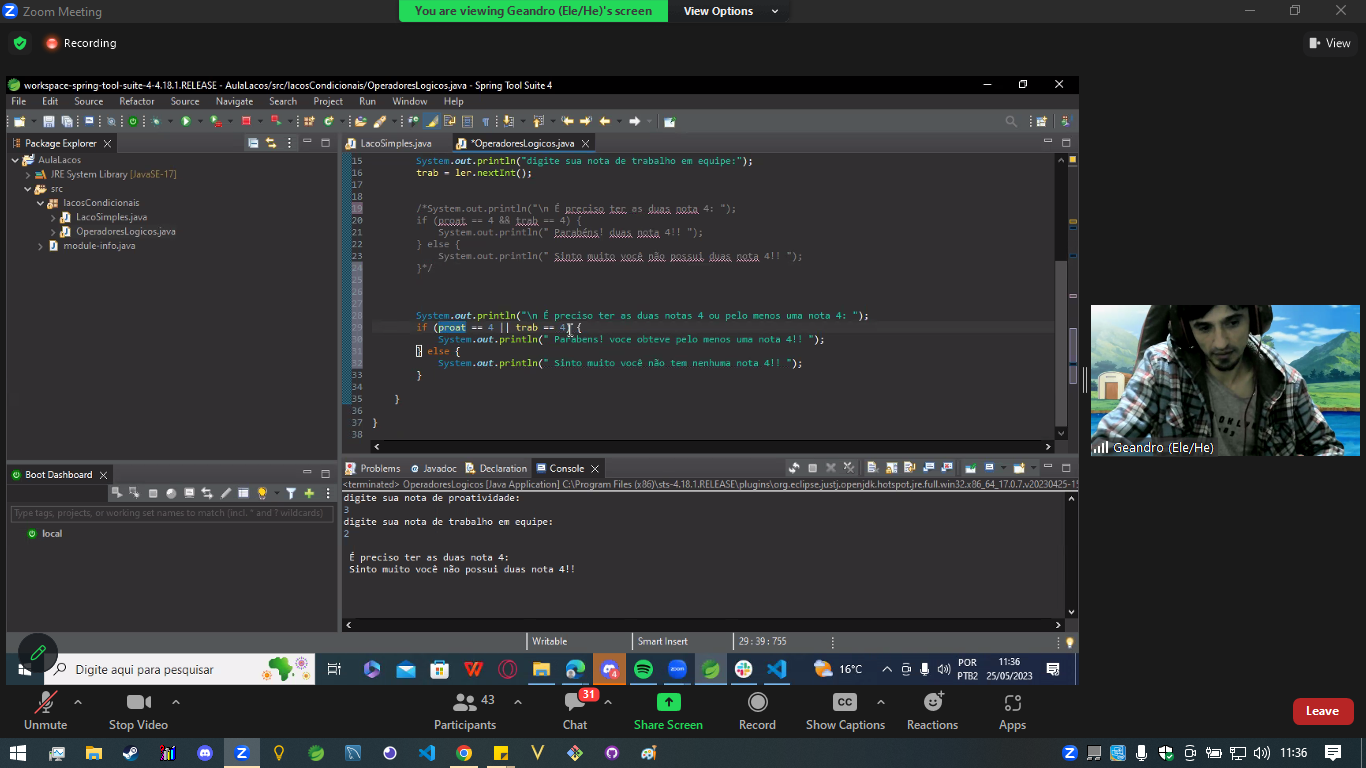 Zoom Meeting
You are viewing Geandro (Ele/He)'s screen
View Options
Recording
View
workspace-spring-tool-suite-4-4.18.1.RELEASE - AulaLacos/src/lacosCondicionais/OperadoresLogicos.java - Spring Tool Suite 4
File Edit Source Refactor Source Navigate Search Project Run Window Help
Package Explorer
LacoSimples.java
*OperadoresLogicos.java
AulaLacos
JRE System Library [JavaSE-17]
src
lacosCondicionais
LacoSimples.java
OperadoresLogicos.java
module-info.java
15 System.out.println("digite sua nota de trabalho em equipe:");
16 trab = ler.nextInt();
17
18
19 /*System.out.println("\n É preciso ter as duas nota 4: ");
20 if (proat == 4 && trab == 4) {
21 System.out.println(" Parabéns! duas nota 4!! ");
22 } else {
23 System.out.println(" Sinto muito você não possui duas nota 4!! ");
24 }*/
25
26
27
28 System.out.println("\n É preciso ter as duas notas 4 ou pelo menos uma nota 4: ");
29 if (proat == 4 || trab == 4) {
30 System.out.println(" Parabens! voce obteve pelo menos uma nota 4!! ");
31 } else {
32 System.out.println(" Sinto muito você não tem nenhuma nota 4!! ");
33 }
34
35 }
36
37 }
38
Geandro (Ele/He)
Boot Dashboard
Type tags, projects, or working set names to match (incl. * and ? wildcards)
local
Problems
Javadoc
Declaration
Console
<terminated> OperadoresLogicos [Java Application] C:\Program Files (x86)\sts-4.18.1.RELEASE\plugins\org.eclipse.justj.openjdk.hotspot.jre.full.win32.x86_64_17.0.7.v20230425-15
digite sua nota de proatividade:
3
digite sua nota de trabalho em equipe:
2
É preciso ter as duas nota 4:
Sinto muito você não possui duas nota 4!!
Writable
Smart Insert
29 : 39 : 755
Digite aqui para pesquisar
4
16°C
POR
PTB2
11:36
25/05/2023
Unmute
Stop Video
43
Participants
31
Chat
Share Screen
Record
CC
Show Captions
Reactions
Apps
Leave
11:36